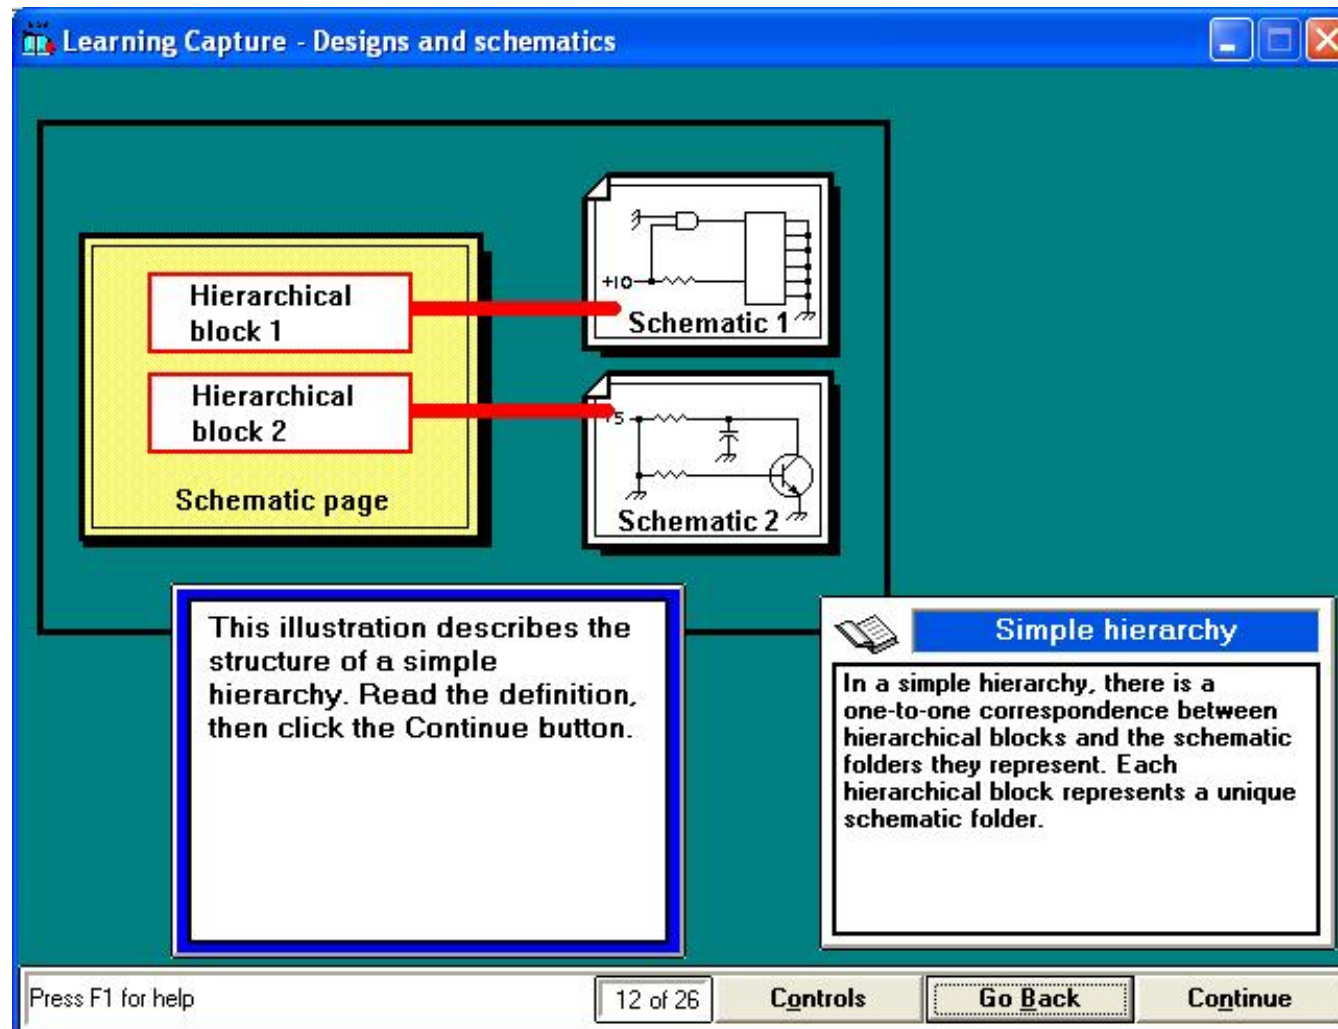 Learning Capture - Designs and schematics
Hierarchical
block 1
Hierarchical
block 2
Schematic page
+10
Schematic 1
+5
Schematic 2
This illustration describes the
structure of a simple
hierarchy. Read the definition,
then click the Continue button.
Simple hierarchy
In a simple hierarchy, there is a
one-to-one correspondence between
hierarchical blocks and the schematic
folders they represent. Each
hierarchical block represents a unique
schematic folder.
Press F1 for help
12 of 26
Controls
Go Back
Continue